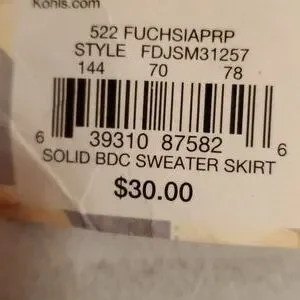 Kohls.com
522 FUCHSIAPRP
STYLE FDJSM31257
144 70 78
6 39310 87582 6
SOLID BDC SWEATER SKIRT
$30.00